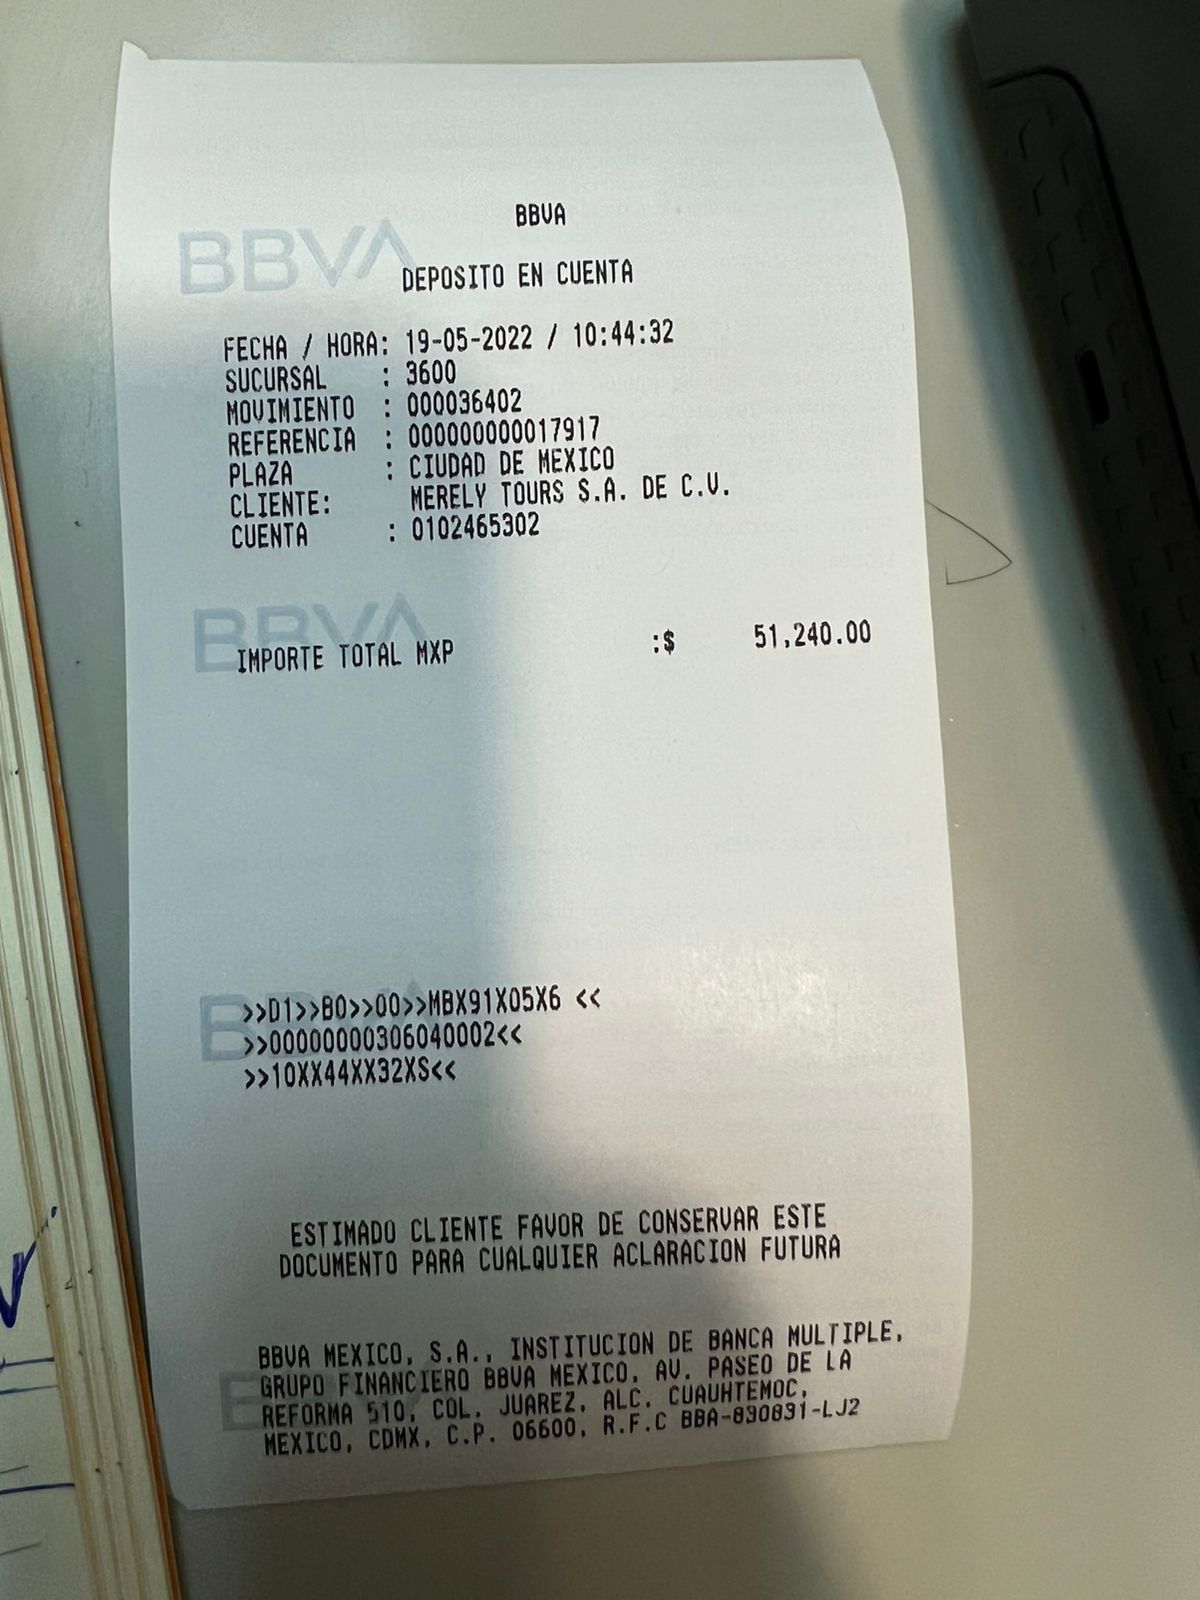 BBVA
BBVA
DEPOSITO EN CUENTA
FECHA / HORA: 19-05-2022 / 10:44:32
SUCURSAL : 3600
MOVIMIENTO : 000036402
REFERENCIA : 000000000017917
PLAZA : CIUDAD DE MEXICO
CLIENTE: MERELY TOURS S.A. DE C.V.
CUENTA : 0102465302
BBVA
IMPORTE TOTAL MXP :$ 51,240.00
>>D1>>B0>>00>>MBX91X05X6 <<
>>00000000306040002<<
>>10XX44XX32XS<<
ESTIMADO CLIENTE FAVOR DE CONSERVAR ESTE
DOCUMENTO PARA CUALQUIER ACLARACION FUTURA
BBVA MEXICO, S.A., INSTITUCION DE BANCA MULTIPLE,
GRUPO FINANCIERO BBVA MEXICO, AV. PASEO DE LA
REFORMA 510, COL. JUAREZ, ALC. CUAUHTEMOC,
MEXICO, CDMX, C.P. 06600, R.F.C BBA-830831-LJ2